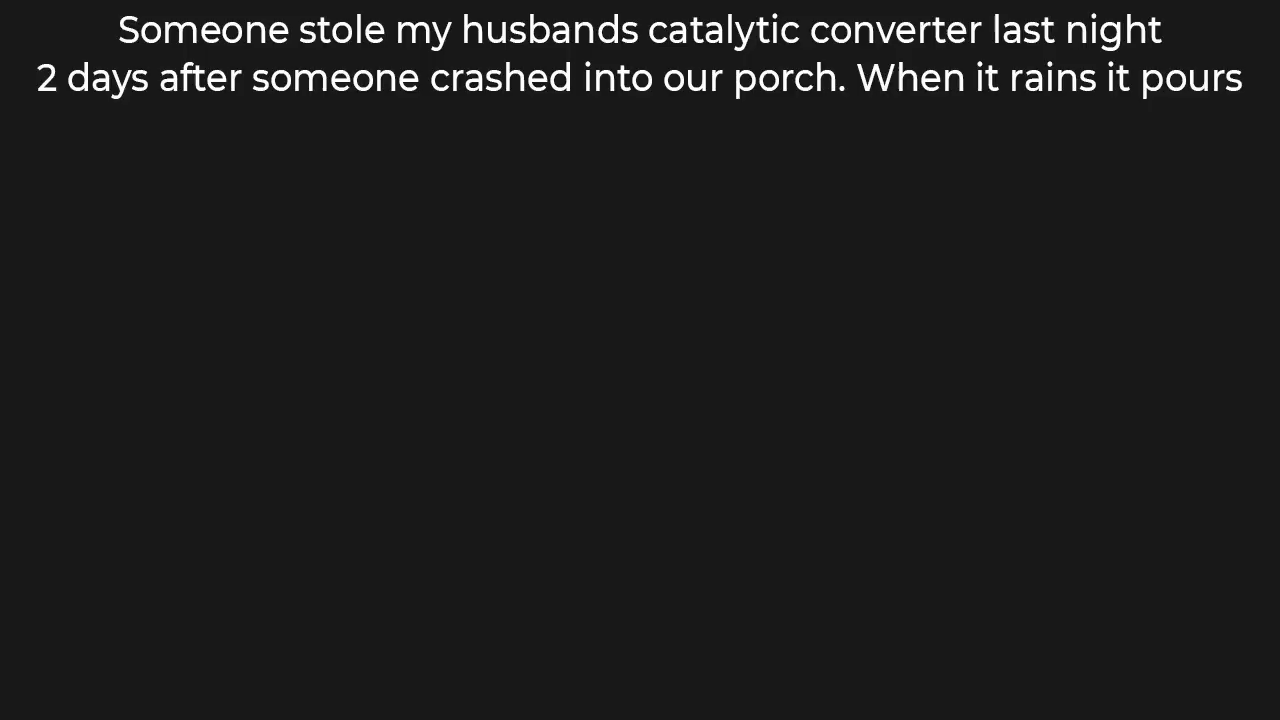 Someone stole my husbands catalytic converter last night
2 days after someone crashed into our porch. When it rains it pours